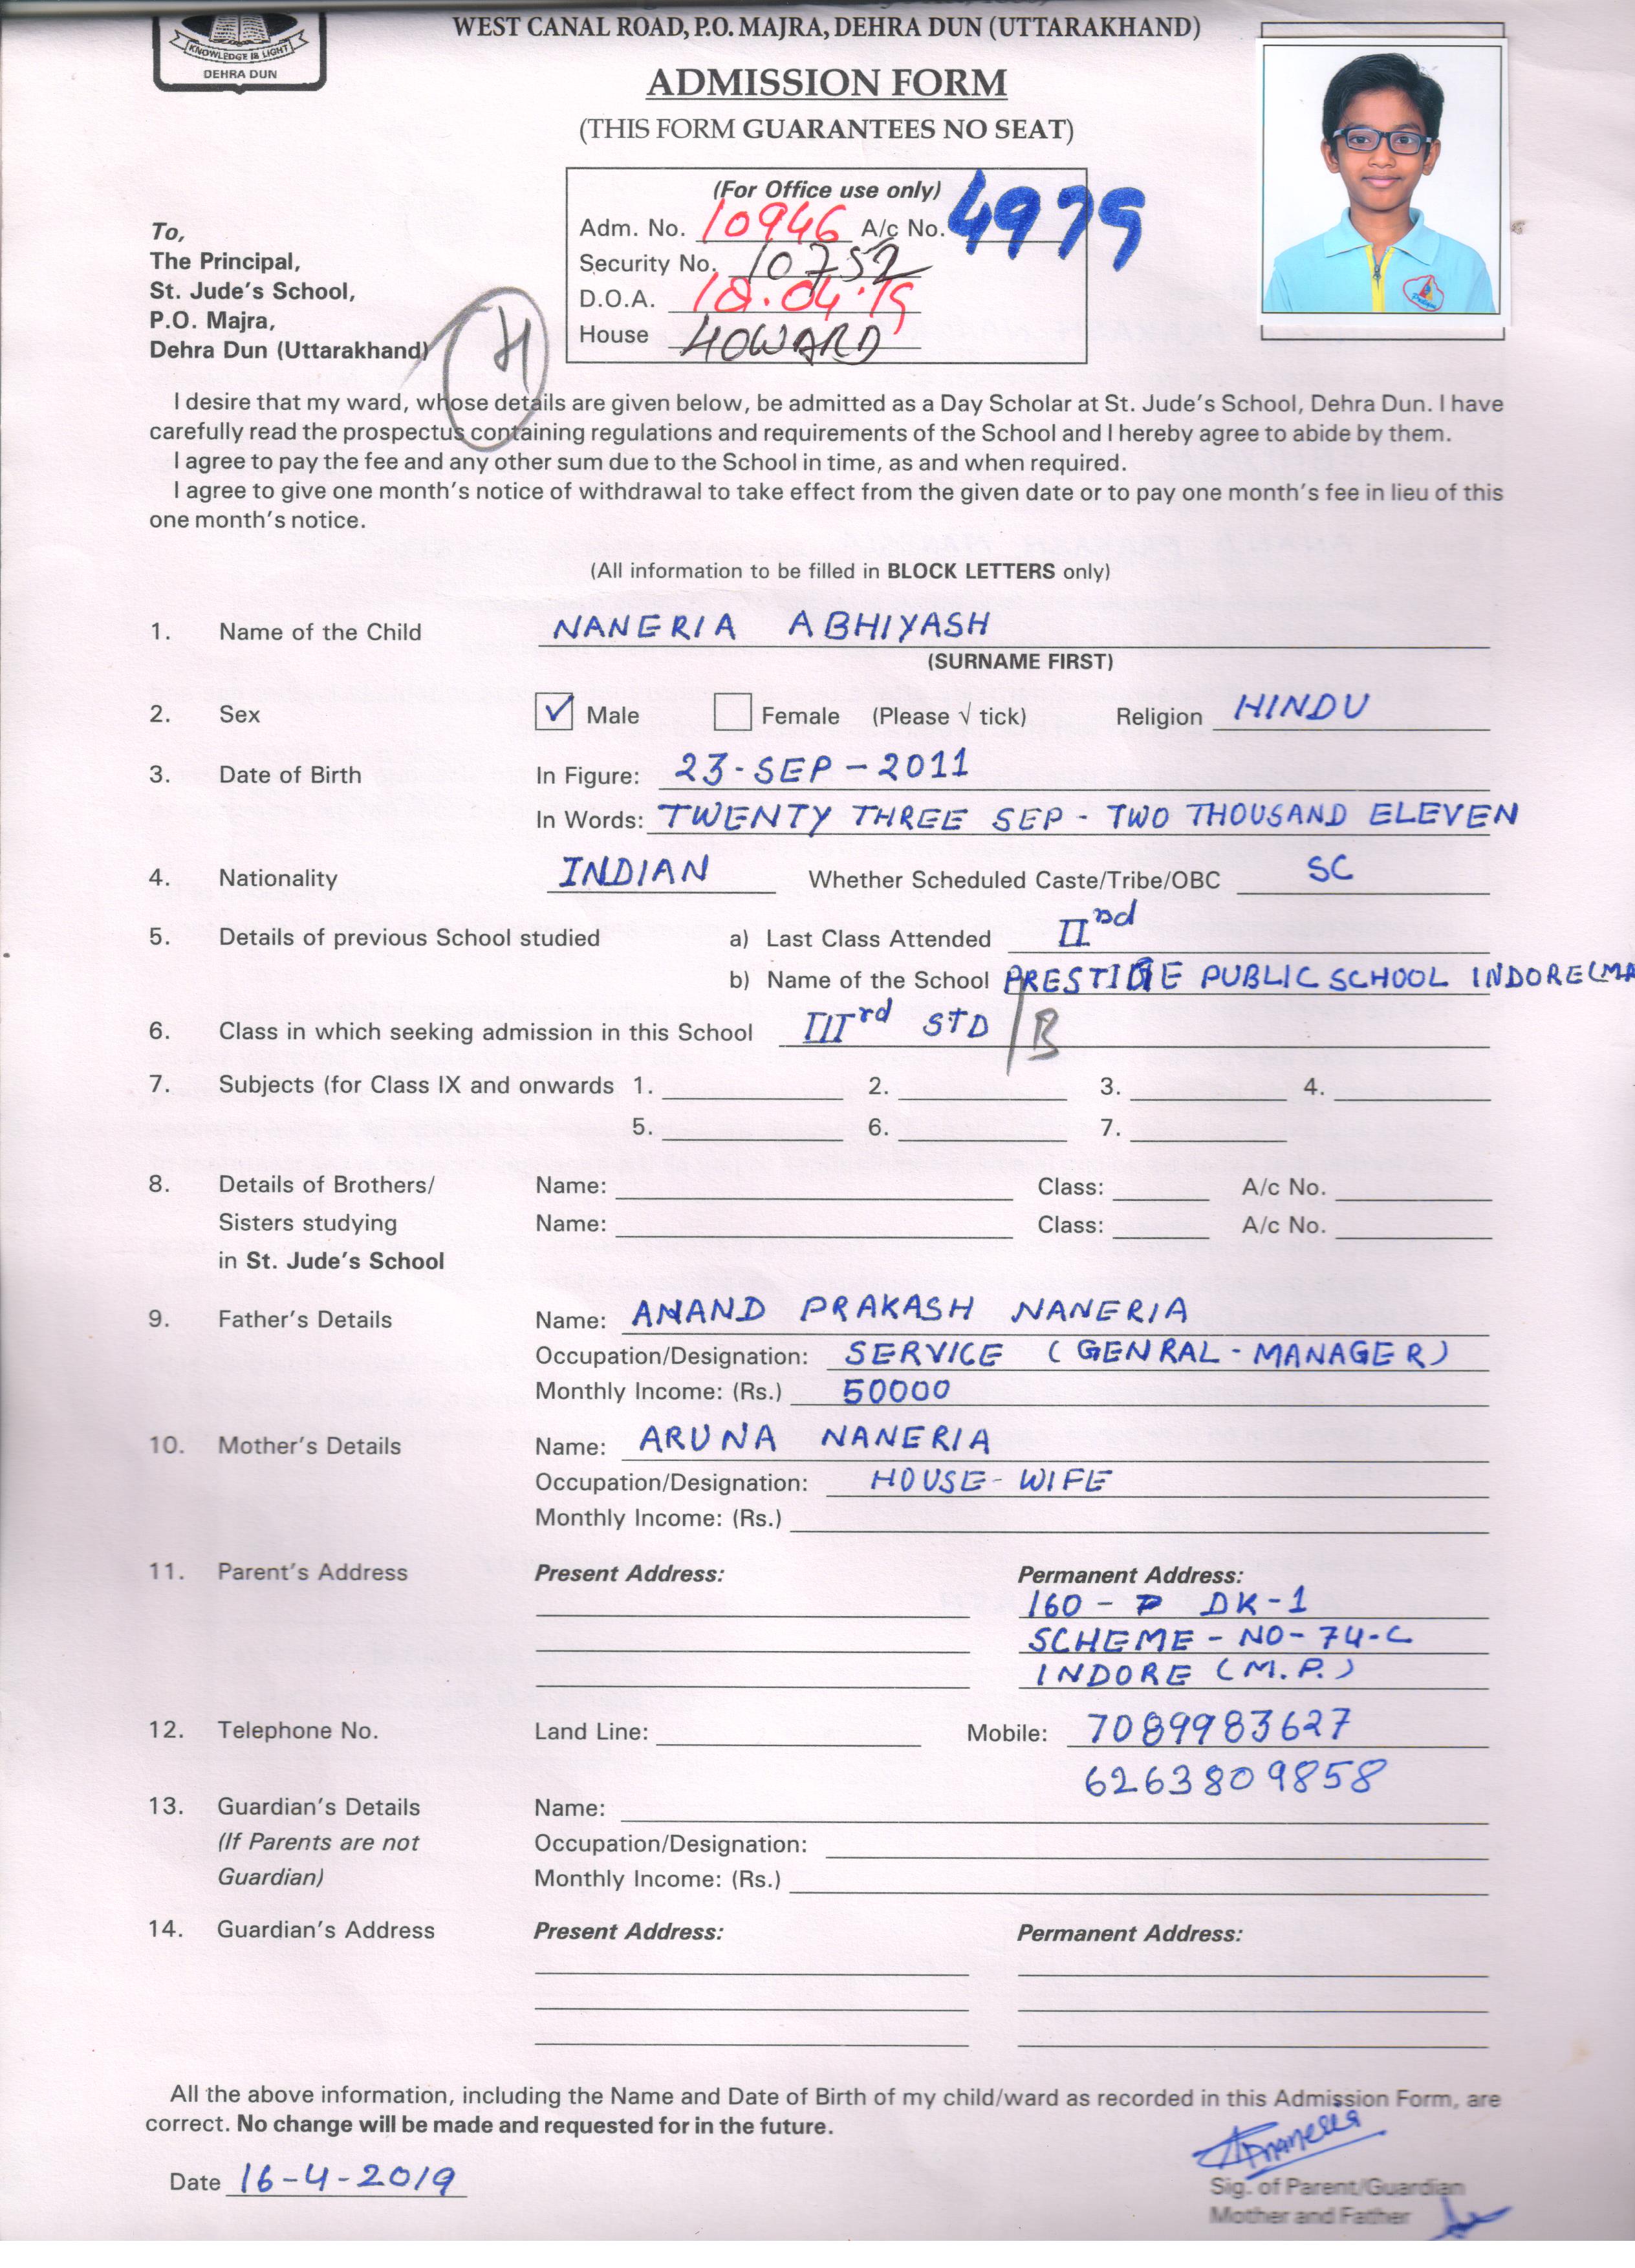 WEST CANAL ROAD, P.O. MAJRA, DEHRA DUN (UTTARAKHAND)
KNOWLEDGE IS LIGHT
DEHRA DUN
ADMISSION FORM
(THIS FORM GUARANTEES NO SEAT)
(For Office use only)
Adm. No. 10946 A/c No. 4979
Security No. 10752
D.O.A. 18.04.19
House HOWARD
To,
The Principal,
St. Jude's School,
P.O. Majra,
Dehra Dun (Uttarakhand)
H
I desire that my ward, whose details are given below, be admitted as a Day Scholar at St. Jude's School, Dehra Dun. I have
carefully read the prospectus containing regulations and requirements of the School and I hereby agree to abide by them.
I agree to pay the fee and any other sum due to the School in time, as and when required.
I agree to give one month's notice of withdrawal to take effect from the given date or to pay one month's fee in lieu of this
one month's notice.
(All information to be filled in BLOCK LETTERS only)
1. Name of the Child NANERIA ABHIYASH
(SURNAME FIRST)
2. Sex ✓ Male Female (Please √ tick) Religion HINDU
3. Date of Birth In Figure: 23-SEP-2011
In Words: TWENTY THREE SEP - TWO THOUSAND ELEVEN
4. Nationality INDIAN Whether Scheduled Caste/Tribe/OBC SC
5. Details of previous School studied a) Last Class Attended II nd
b) Name of the School PRESTIGE PUBLIC SCHOOL INDORE (MA
6. Class in which seeking admission in this School III rd STD / B
7. Subjects (for Class IX and onwards 1. 2. 3. 4.
5. 6. 7.
8. Details of Brothers/ Name: Class: A/c No.
Sisters studying Name: Class: A/c No.
in St. Jude's School
9. Father's Details Name: ANAND PRAKASH NANERIA
Occupation/Designation: SERVICE (GENRAL-MANAGER)
Monthly Income: (Rs.) 50000
10. Mother's Details Name: ARUNA NANERIA
Occupation/Designation: HOUSE-WIFE
Monthly Income: (Rs.)
11. Parent's Address Present Address: Permanent Address:
160 - P DK-1
SCHEME-NO-74-C
INDORE (M.P.)
12. Telephone No. Land Line: Mobile: 7089983627
6263809858
13. Guardian's Details Name:
(If Parents are not Occupation/Designation:
Guardian) Monthly Income: (Rs.)
14. Guardian's Address Present Address: Permanent Address:
All the above information, including the Name and Date of Birth of my child/ward as recorded in this Admission Form, are
correct. No change will be made and requested for in the future.
Date 16-4-2019
Sig. of Parent/Guardian
Mother and Father